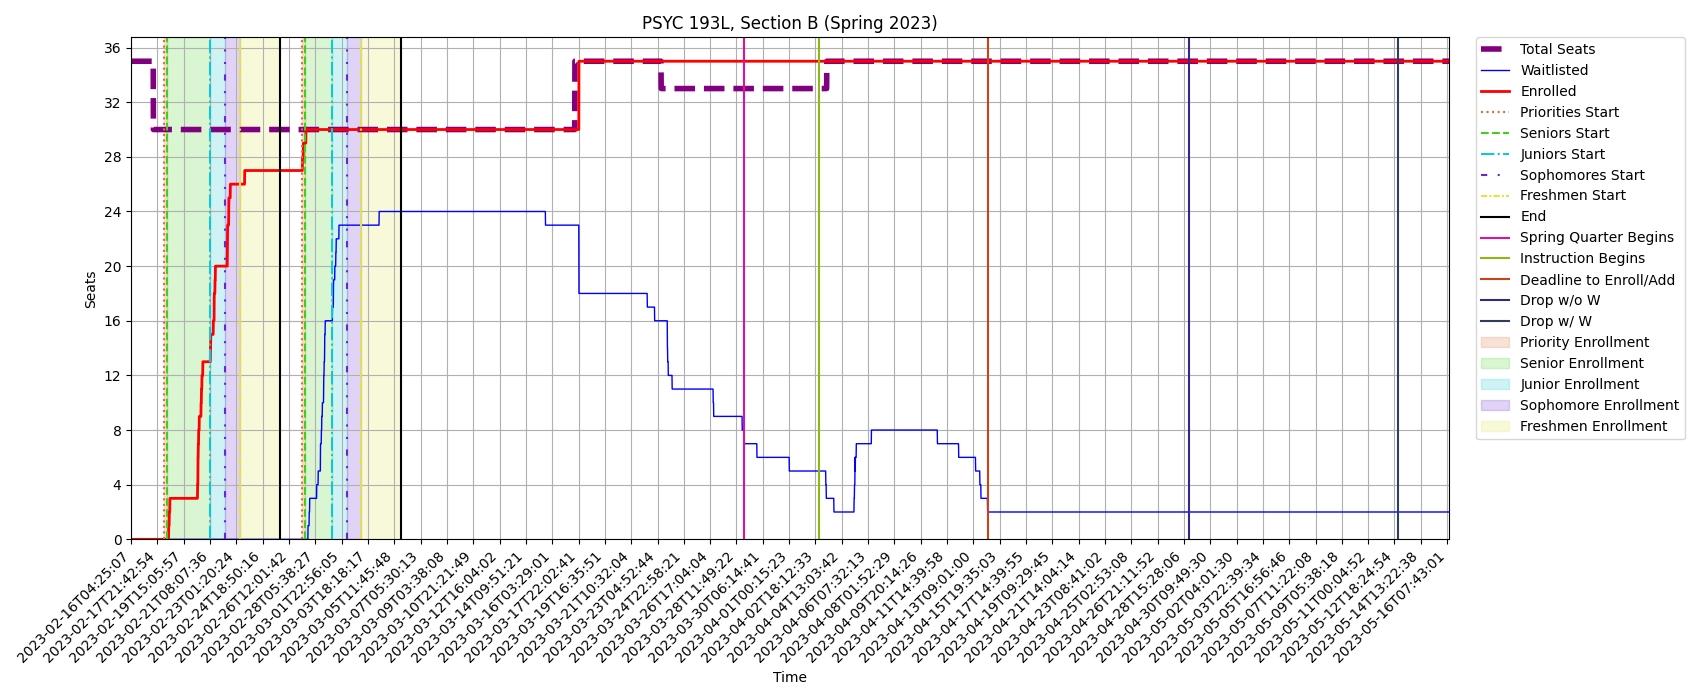 PSYC 193L, Section B (Spring 2023)
Seats
36
32
28
24
20
16
12
8
4
0
2023-02-16T04:25:07
2023-02-17T21:42:54
2023-02-19T15:05:57
2023-02-21T08:07:36
2023-02-23T01:20:24
2023-02-24T18:50:16
2023-02-26T12:01:42
2023-02-28T05:38:27
2023-03-01T22:56:05
2023-03-03T18:18:17
2023-03-05T11:45:48
2023-03-07T05:30:13
2023-03-09T03:38:08
2023-03-10T21:21:49
2023-03-12T16:04:02
2023-03-14T09:51:21
2023-03-16T03:29:01
2023-03-17T22:02:41
2023-03-19T16:35:51
2023-03-21T10:32:04
2023-03-23T04:52:44
2023-03-24T22:58:21
2023-03-26T17:04:04
2023-03-28T11:49:22
2023-03-30T06:14:41
2023-04-01T00:15:23
2023-04-02T18:12:33
2023-04-04T13:03:42
2023-04-06T07:32:13
2023-04-08T01:52:29
2023-04-09T20:14:26
2023-04-11T14:39:58
2023-04-13T09:01:00
2023-04-15T19:35:03
2023-04-17T14:39:55
2023-04-19T09:29:45
2023-04-21T04:04:14
2023-04-23T08:41:02
2023-04-25T02:53:08
2023-04-26T21:11:52
2023-04-28T15:28:06
2023-04-30T09:49:30
2023-05-02T04:01:30
2023-05-03T22:39:34
2023-05-05T16:56:46
2023-05-07T11:22:08
2023-05-09T05:38:18
2023-05-11T00:04:52
2023-05-12T18:24:54
2023-05-14T13:22:38
2023-05-16T07:43:01
Time
Total Seats
Waitlisted
Enrolled
Priorities Start
Seniors Start
Juniors Start
Sophomores Start
Freshmen Start
End
Spring Quarter Begins
Instruction Begins
Deadline to Enroll/Add
Drop w/o W
Drop w/ W
Priority Enrollment
Senior Enrollment
Junior Enrollment
Sophomore Enrollment
Freshmen Enrollment